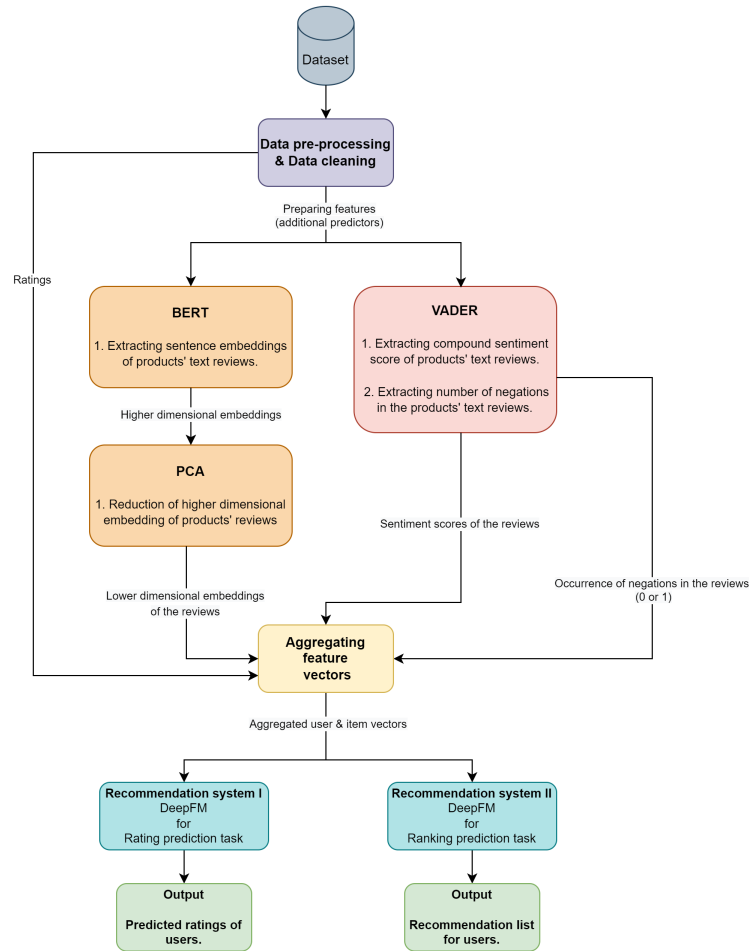 Dataset
Data pre-processing
& Data cleaning
Preparing features
(additional predictors)
Ratings
BERT
1. Extracting sentence embeddings
of products' text reviews.
VADER
1. Extracting compound sentiment
score of products' text reviews.
2. Extracting number of negations
in the products' text reviews.
Higher dimensional embeddings
PCA
1. Reduction of higher dimensional
embedding of products' reviews
Sentiment scores of the reviews
Occurrence of negations in the reviews
(0 or 1)
Lower dimensional embeddings
of the reviews
Aggregating
feature
vectors
Aggregated user & item vectors
Recommendation system I
DeepFM
for
Rating prediction task
Recommendation system II
DeepFM
for
Ranking prediction task
Output
Predicted ratings of
users.
Output
Recommendation list
for users.